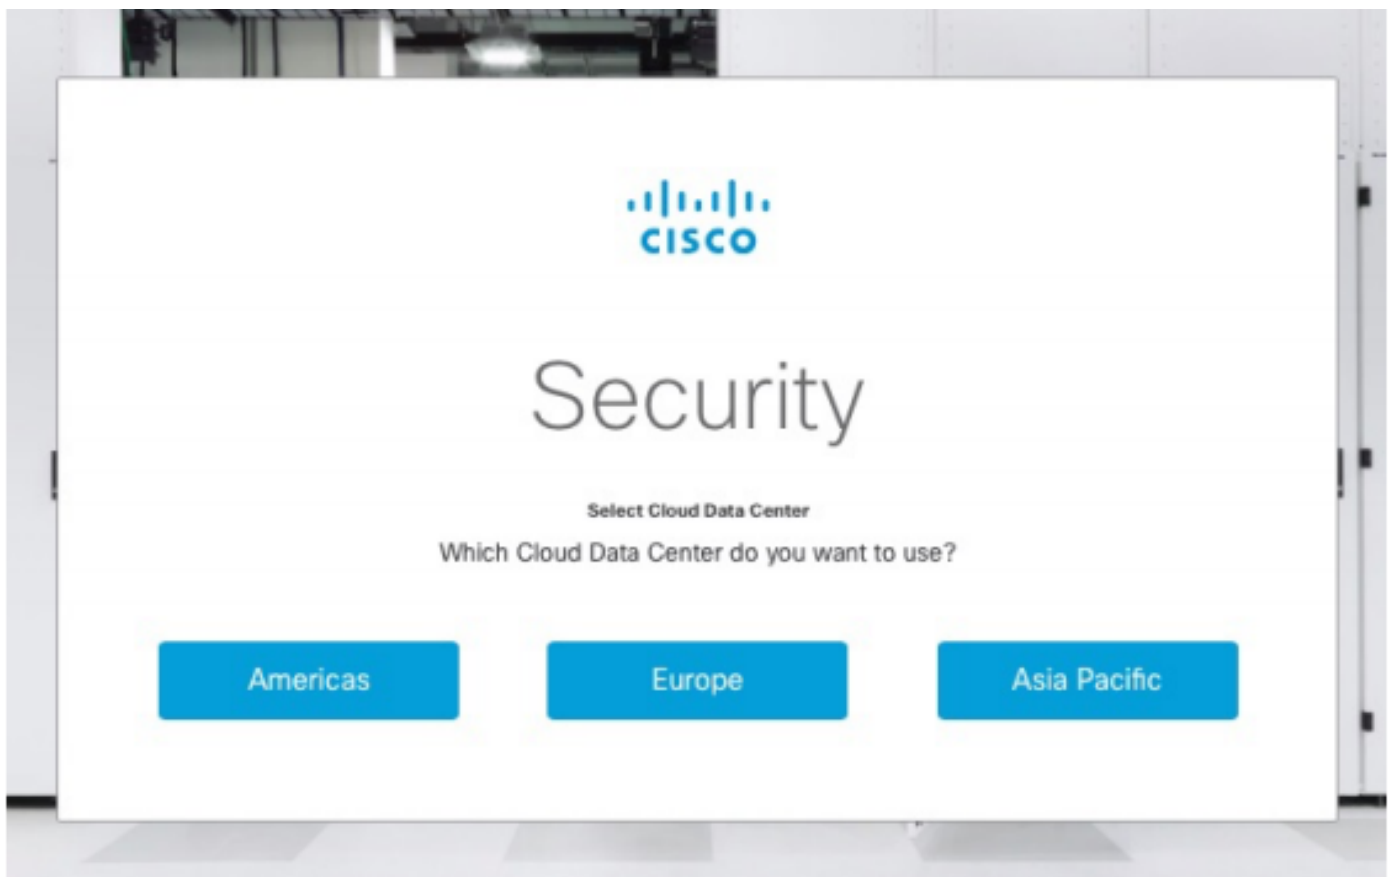 CISCO
Security
Select Cloud Data Center
Which Cloud Data Center do you want to use?
Americas Europe Asia Pacific